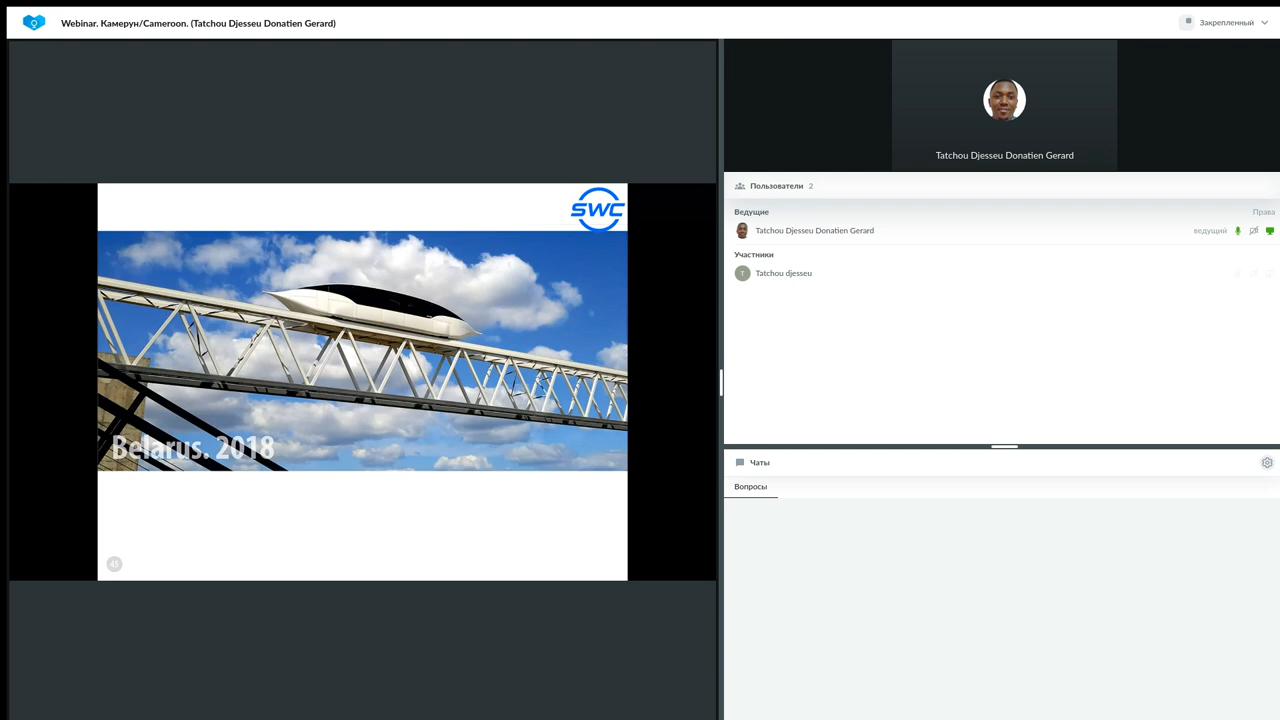 Webinar. Камерун/Cameroon. (Tatchou Djesseu Donatien Gerard)
Закрепленный
SWC
Belarus. 2018
45
Tatchou Djesseu Donatien Gerard
Пользователи 2
Ведущие Права
Tatchou Djesseu Donatien Gerard ведущий
Участники
T Tatchou djesseu
Чаты
Вопросы